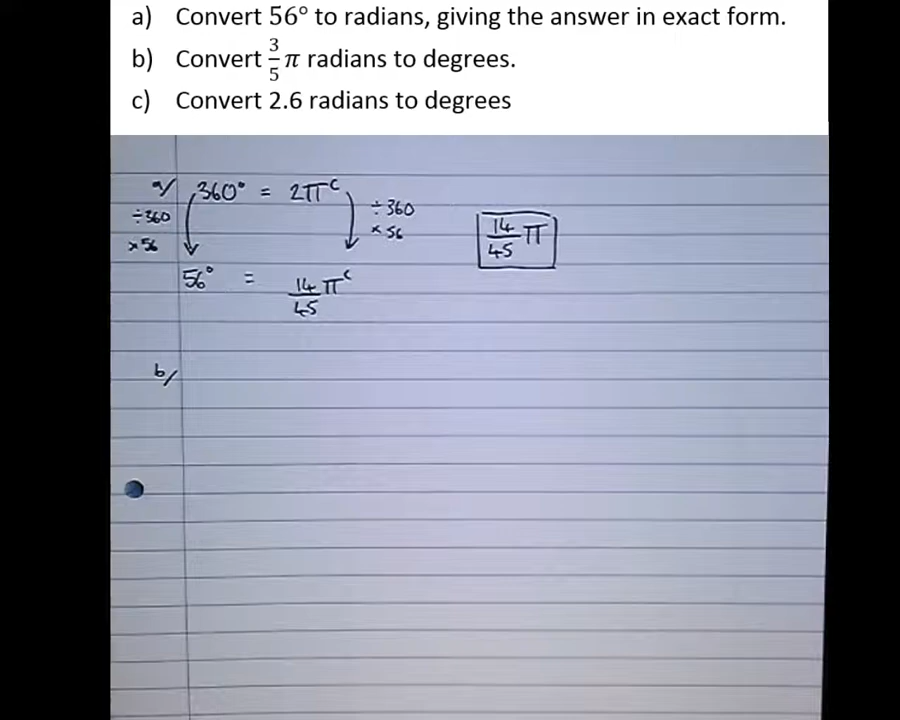 a) Convert 56° to radians, giving the answer in exact form.
b) Convert 3/5 π radians to degrees.
c) Convert 2.6 radians to degrees
a/ 360° = 2π^c
÷360 ÷360
×56 ×56
14/45 π
56° = 14/45 π^c
b/